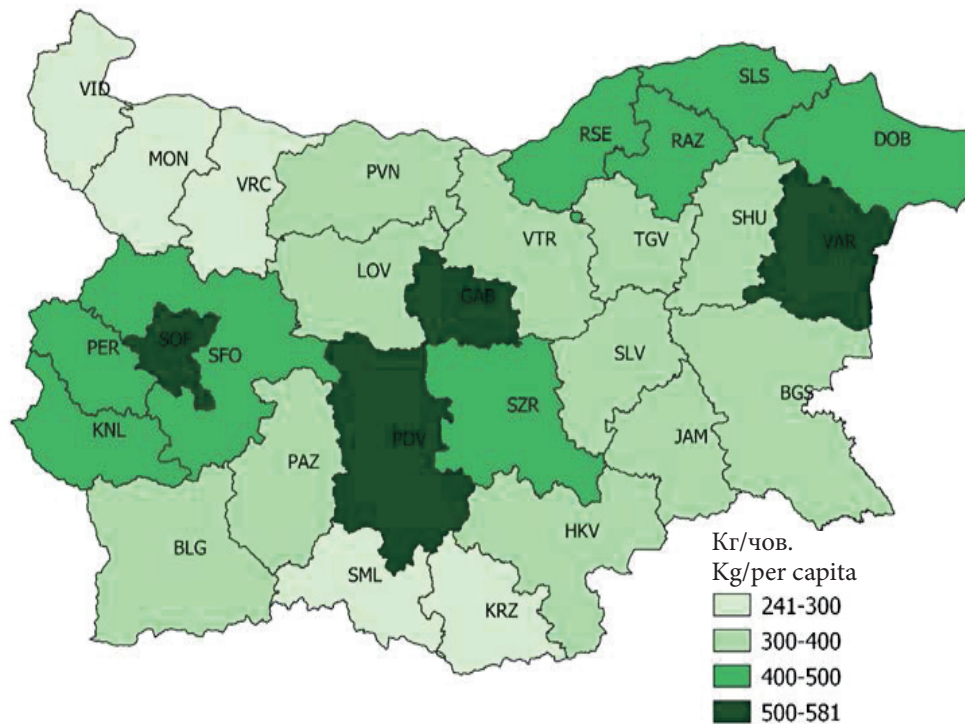 VID
SLS
MON
RSE
RAZ
DOB
PVN
VRC
SHU
VTR
TGV
VAR
LOV
GAB
SOF
PER
SFO
SLV
BGS
SZR
KNL
PDV
JAM
PAZ
HKV
BLG
SML
KRZ
Кг/чов.
Kg/per capita
241-300
300-400
400-500
500-581